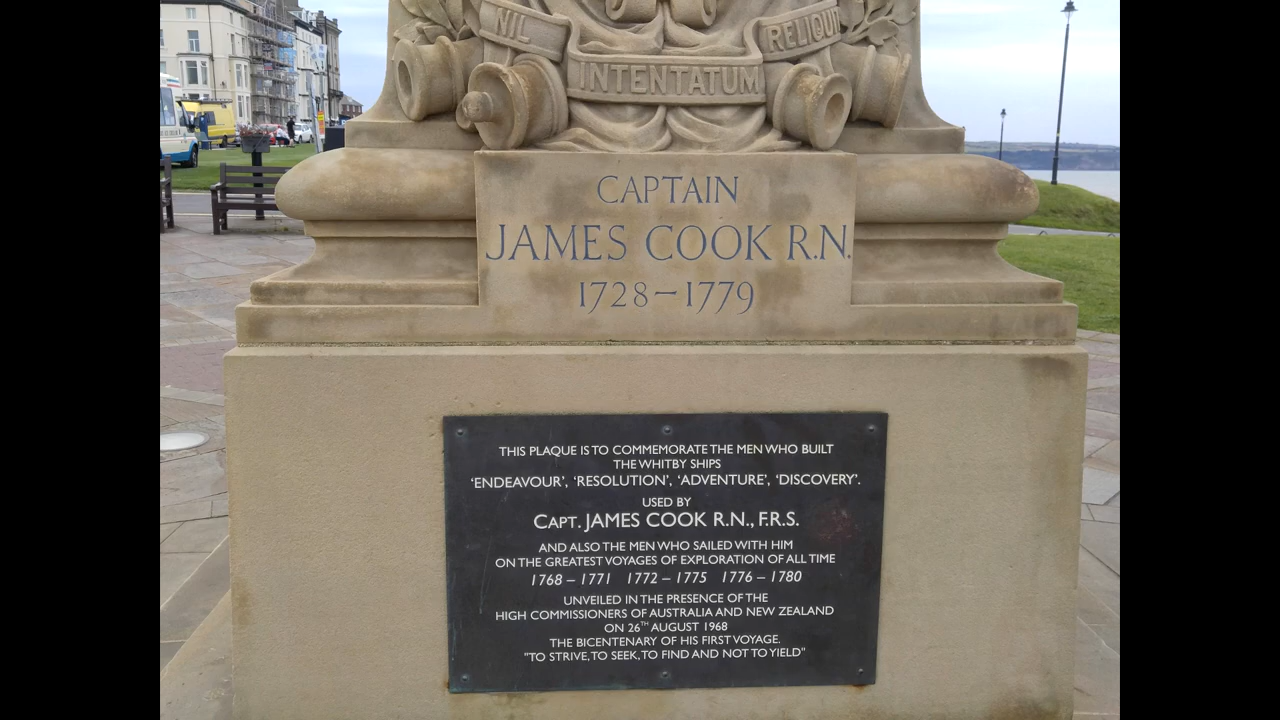 NIL
INTENTATUM
RELIQUIT
CAPTAIN
JAMES COOK R.N.
1728–1779
THIS PLAQUE IS TO COMMEMORATE THE MEN WHO BUILT
THE WHITBY SHIPS
'ENDEAVOUR', 'RESOLUTION', 'ADVENTURE', 'DISCOVERY'.
USED BY
CAPT. JAMES COOK R.N., F.R.S.
AND ALSO THE MEN WHO SAILED WITH HIM
ON THE GREATEST VOYAGES OF EXPLORATION OF ALL TIME
1768 – 1771 1772 – 1775 1776 – 1780
UNVEILED IN THE PRESENCE OF THE
HIGH COMMISSIONERS OF AUSTRALIA AND NEW ZEALAND
ON 26TH AUGUST 1968
THE BICENTENARY OF HIS FIRST VOYAGE.
"TO STRIVE, TO SEEK, TO FIND AND NOT TO YIELD"